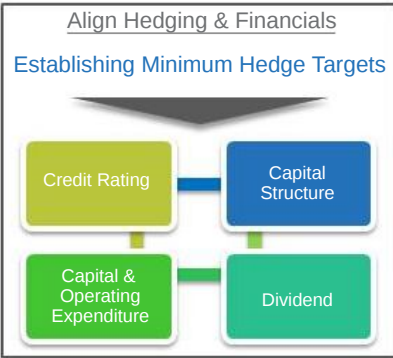 Align Hedging & Financials
Establishing Minimum Hedge Targets
Credit Rating
Capital
Structure
Capital &
Operating
Expenditure
Dividend